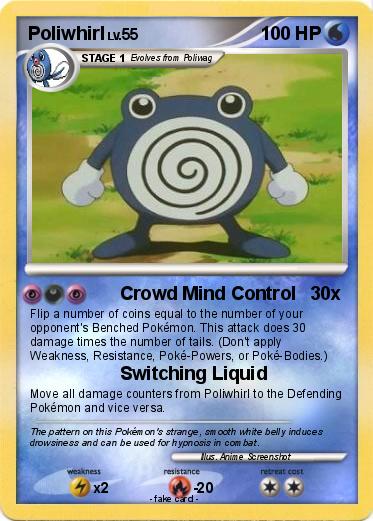 Poliwhirl LV.55 100 HP
STAGE 1 Evolves from Poliwag
Crowd Mind Control 30x
Flip a number of coins equal to the number of your
opponent's Benched Pokémon. This attack does 30
damage times the number of tails. (Don't apply
Weakness, Resistance, Poké-Powers, or Poké-Bodies.)
Switching Liquid
Move all damage counters from Poliwhirl to the Defending
Pokémon and vice versa.
The pattern on this Pokémon's strange, smooth white belly induces
drowsiness and can be used for hypnosis in combat.
Illus. Anime Screenshot
weakness resistance retreat cost
x2 -20
- fake card -